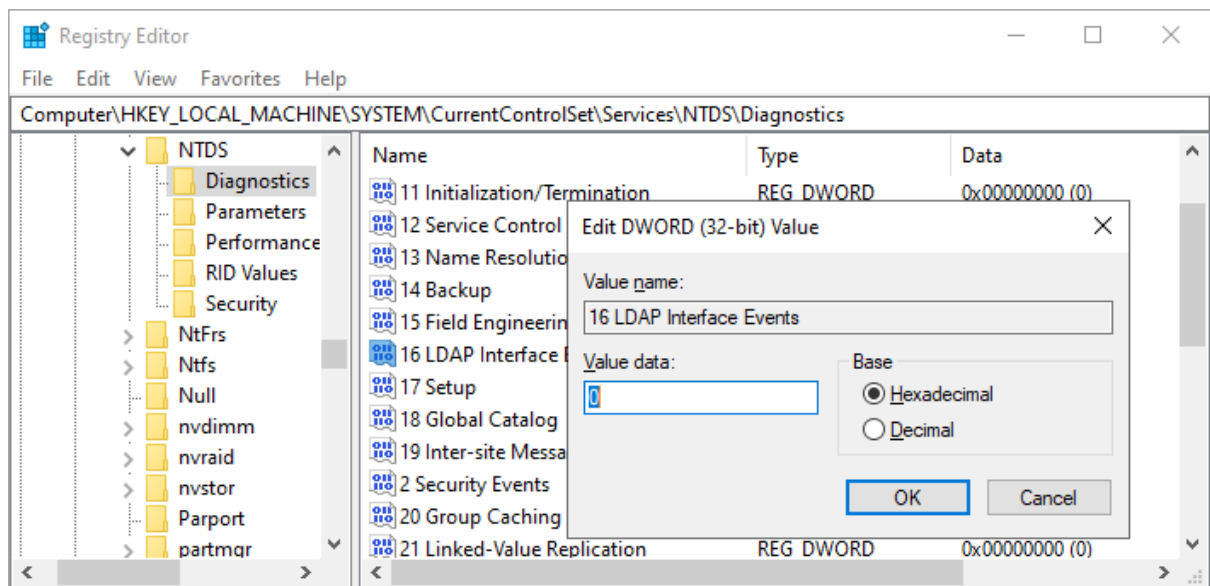 Registry Editor
File Edit View Favorites Help
Computer\HKEY_LOCAL_MACHINE\SYSTEM\CurrentControlSet\Services\NTDS\Diagnostics
NTDS
Diagnostics
Parameters
Performance
RID Values
Security
NtFrs
Ntfs
Null
nvdimm
nvraid
nvstor
Parport
partmgr
Name Type Data
11 Initialization/Termination REG_DWORD 0x00000000 (0)
12 Service Control
13 Name Resolutio
14 Backup
15 Field Engineerin
16 LDAP Interface E
17 Setup
18 Global Catalog
19 Inter-site Messa
2 Security Events
20 Group Caching
21 Linked-Value Replication REG_DWORD 0x00000000 (0)
Edit DWORD (32-bit) Value
Value name:
16 LDAP Interface Events
Value data:
0
Base
Hexadecimal
Decimal
OK Cancel